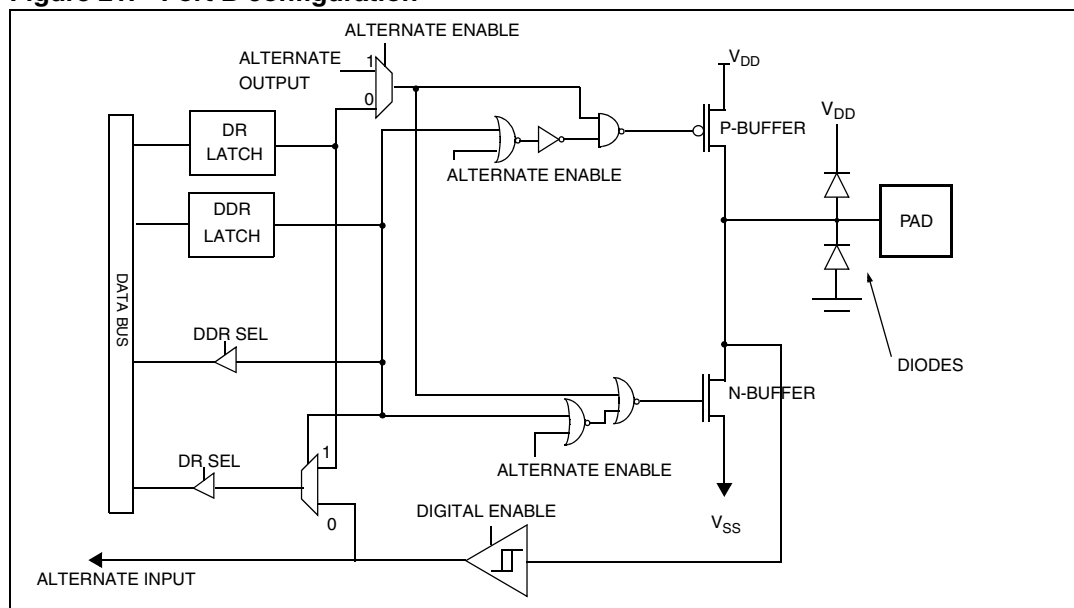 ALTERNATE ENABLE
ALTERNATE
OUTPUT
1
0
VDD
P-BUFFER
VDD
DR
LATCH
ALTERNATE ENABLE
DDR
LATCH
PAD
DATA BUS
DDR SEL
DIODES
N-BUFFER
DR SEL
1
ALTERNATE ENABLE
0
DIGITAL ENABLE
VSS
ALTERNATE INPUT